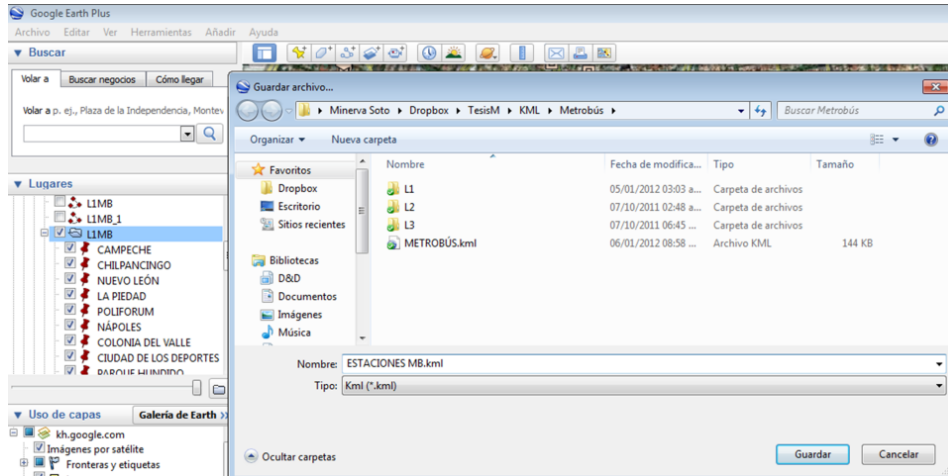 Google Earth Plus
Archivo Editar Ver Herramientas Añadir Ayuda
Buscar
Volar a Buscar negocios Cómo llegar
Volar a p. ej., Plaza de la Independencia, Montev
Lugares
L1MB
L1MB_1
L1MB
CAMPECHE
CHILPANCINGO
NUEVO LEÓN
LA PIEDAD
POLIFORUM
NÁPOLES
COLONIA DEL VALLE
CIUDAD DE LOS DEPORTES
PARQUE HUNDIDO
Uso de capas Galería de Earth >>
kh.google.com
Imágenes por satélite
Fronteras y etiquetas
Guardar archivo...
Minerva Soto Dropbox TesisM KML Metrobús
Buscar Metrobús
Organizar Nueva carpeta
Favoritos
Dropbox
Escritorio
Sitios recientes
Bibliotecas
D&D
Documentos
Imágenes
Música
Nombre Fecha de modifica... Tipo Tamaño
L1 05/01/2012 03:03 a... Carpeta de archivos
L2 07/10/2011 02:48 a... Carpeta de archivos
L3 07/10/2011 06:45 ... Carpeta de archivos
METROBÚS.kml 06/01/2012 08:58 ... Archivo KML 144 KB
Nombre: ESTACIONES MB.kml
Tipo: Kml (*.kml)
Ocultar carpetas Guardar Cancelar